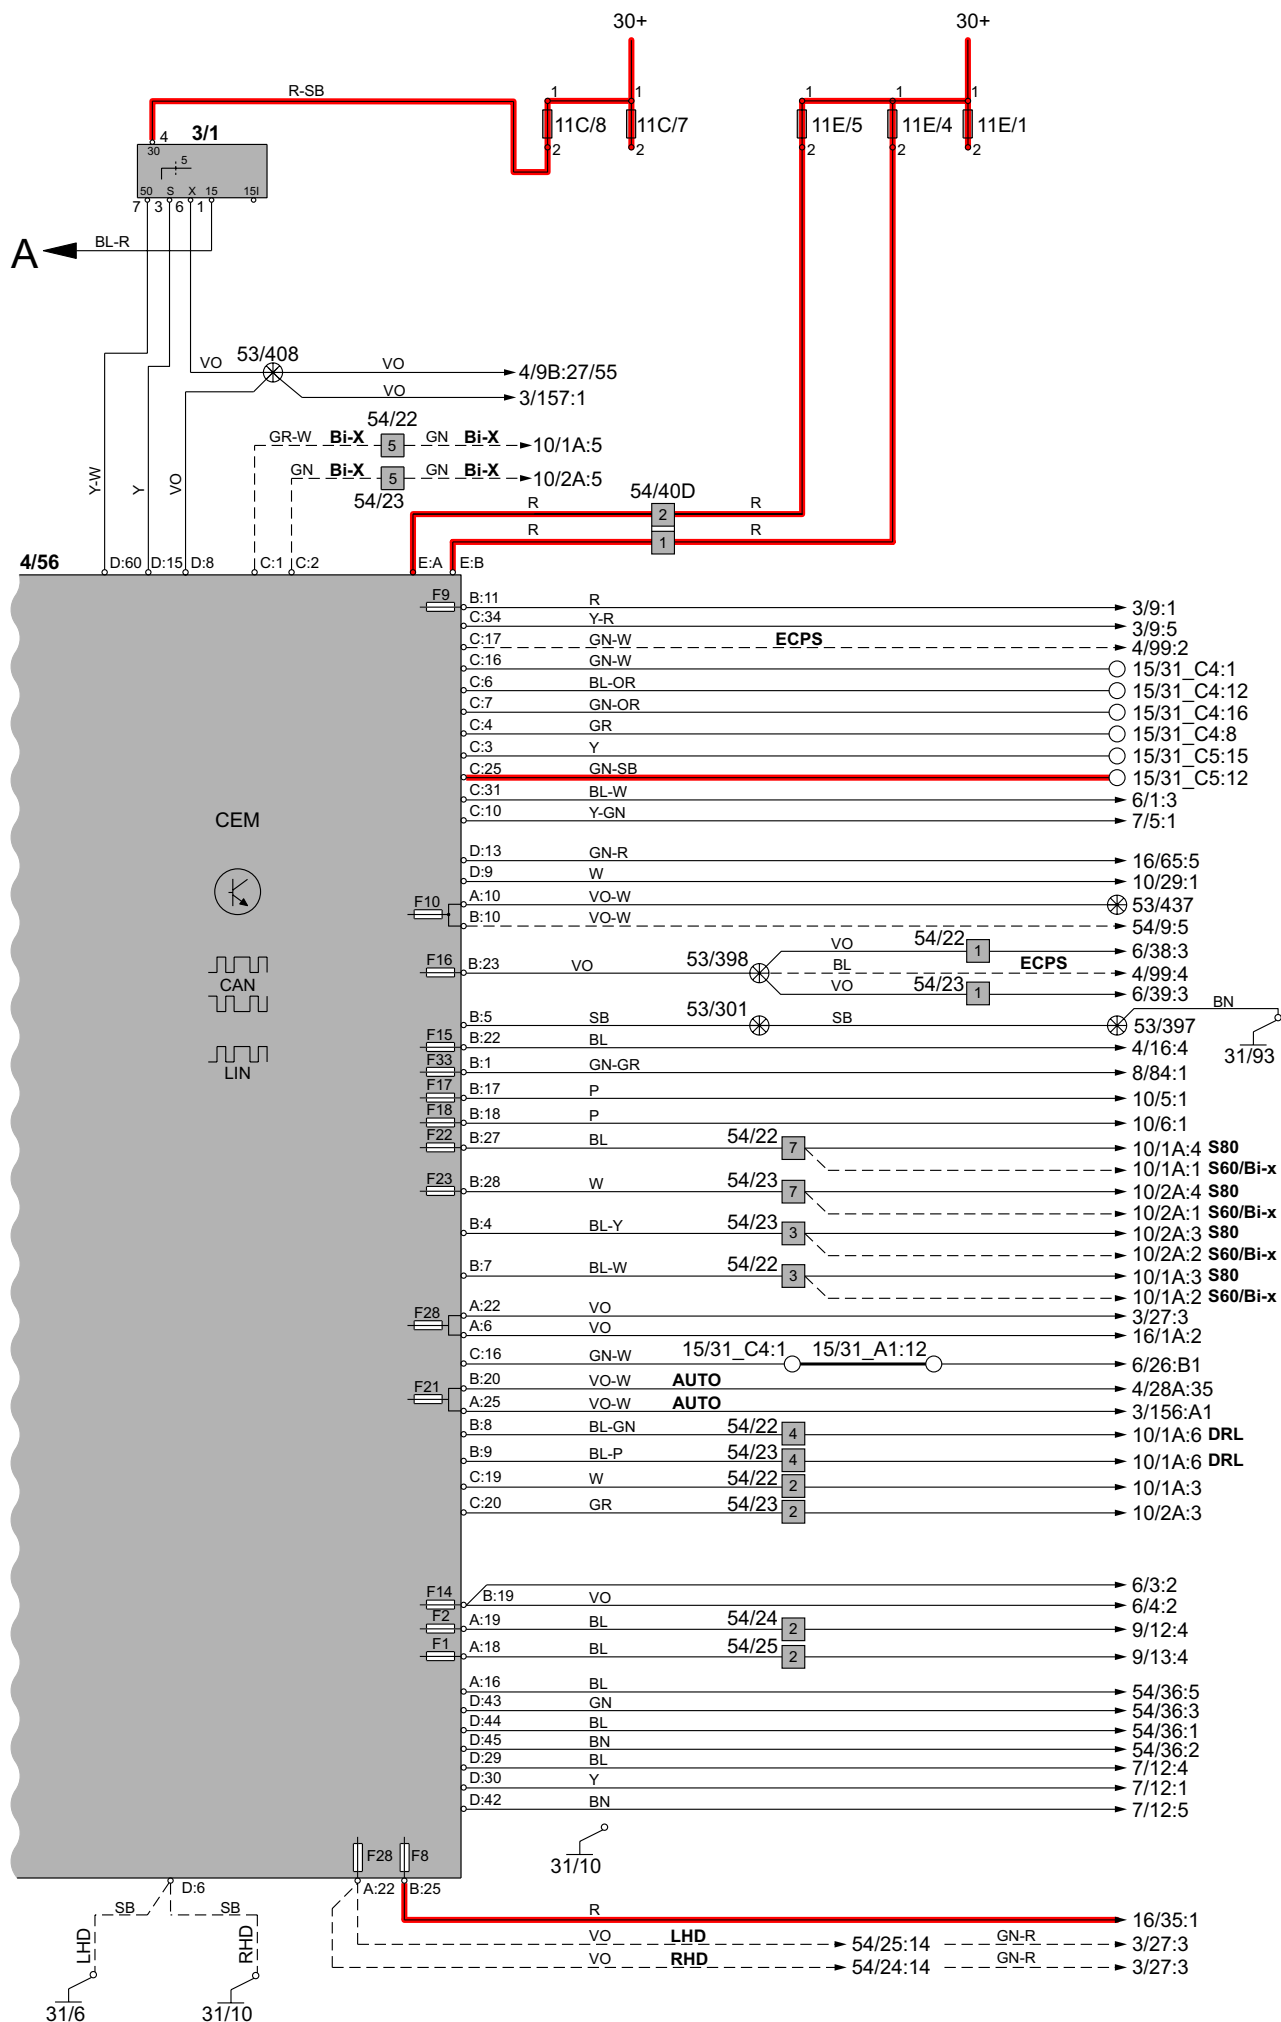 30+ 30+
R-SB 1 1 1 1 1
11C/8 11C/7 11E/5 11E/4 11E/1
2 2 2 2 2
4 3/1
30
5
50 S X 15 15I
7 3 6 1
A BL-R
53/408
VO VO 4/9B:27/55
VO 3/157:1
54/22
GR-W Bi-X 5 GN Bi-X 10/1A:5
GN Bi-X 5 GN Bi-X 10/2A:5
54/23
Y-W Y VO
54/40D
R 2 R
R 1 R
4/56 D:60 D:15 D:8 C:1 C:2 E:A E:B
F9 B:11 R 3/9:1
C:34 Y-R 3/9:5
C:17 GN-W ECPS 4/99:2
C:16 GN-W 15/31_C4:1
C:6 BL-OR 15/31_C4:12
C:7 GN-OR 15/31_C4:16
C:4 GR 15/31_C4:8
C:3 Y 15/31_C5:15
C:25 GN-SB 15/31_C5:12
C:31 BL-W 6/1:3
C:10 Y-GN 7/5:1
CEM
D:13 GN-R 16/65:5
D:9 W 10/29:1
F10 A:10 VO-W 53/437
B:10 VO-W 54/9:5
VO 54/22 1 6/38:3
F16 B:23 VO 53/398 BL ECPS 4/99:4
VO 54/23 1 6/39:3
CAN
B:5 SB 53/301 SB 53/397 BN
31/93
F15 B:22 BL 4/16:4
F33 B:1 GN-GR 8/84:1
LIN
F17 B:17 P 10/5:1
F18 B:18 P 10/6:1
F22 B:27 BL 54/22 7 10/1A:4 S80
10/1A:1 S60/Bi-x
F23 B:28 W 54/23 7 10/2A:4 S80
10/2A:1 S60/Bi-x
B:4 BL-Y 54/23 3 10/2A:3 S80
10/2A:2 S60/Bi-x
B:7 BL-W 54/22 3 10/1A:3 S80
10/1A:2 S60/Bi-x
F28 A:22 VO 3/27:3
A:6 VO 16/1A:2
C:16 GN-W 15/31_C4:1 15/31_A1:12 6/26:B1
F21 B:20 VO-W AUTO 4/28A:35
A:25 VO-W AUTO 3/156:A1
B:8 BL-GN 54/22 4 10/1A:6 DRL
B:9 BL-P 54/23 4 10/1A:6 DRL
C:19 W 54/22 2 10/1A:3
C:20 GR 54/23 2 10/2A:3
6/3:2
F14 B:19 VO 6/4:2
F2 A:19 BL 54/24 2 9/12:4
F1 A:18 BL 54/25 2 9/13:4
A:16 BL 54/36:5
D:43 GN 54/36:3
D:44 BL 54/36:1
D:45 BN 54/36:2
D:29 BL 7/12:4
D:30 Y 7/12:1
D:42 BN 7/12:5
F28 F8 31/10
D:6 A:22 B:25
SB SB R 16/35:1
LHD RHD VO LHD 54/25:14 GN-R 3/27:3
VO RHD 54/24:14 GN-R 3/27:3
31/6 31/10